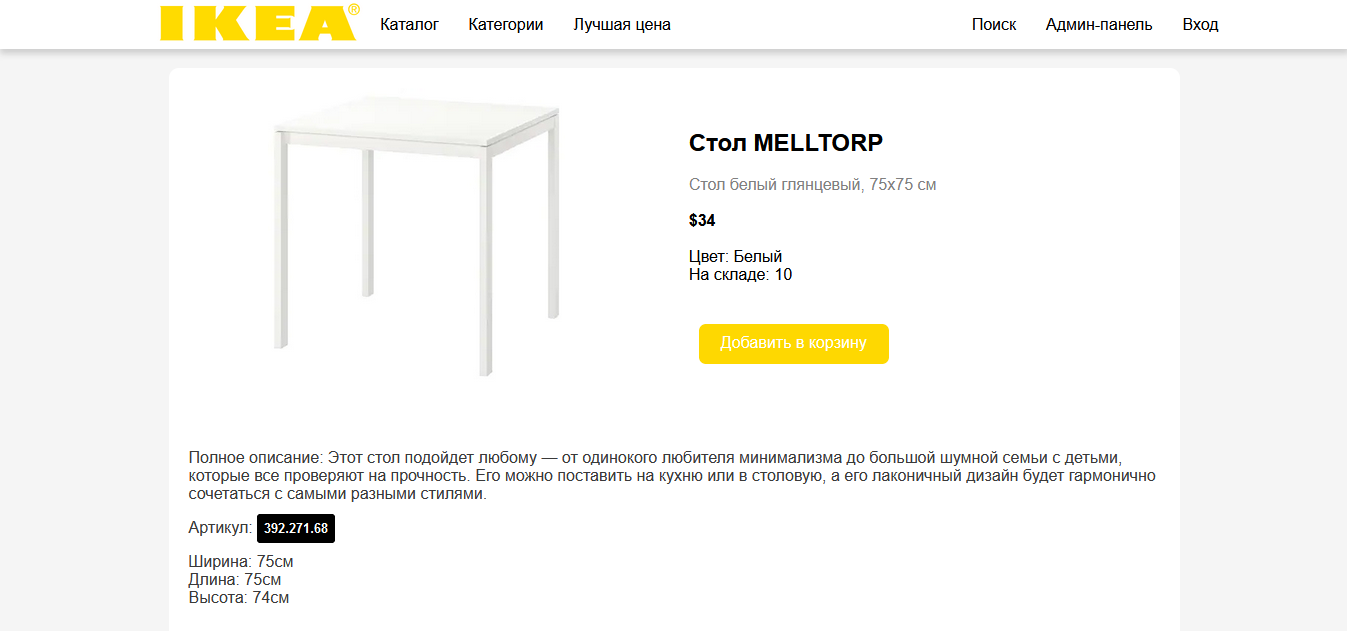 IKEA® Каталог Категории Лучшая цена Поиск Админ-панель Вход
Стол MELLTORP
Стол белый глянцевый, 75x75 см
$34
Цвет: Белый
На складе: 10
Добавить в корзину
Полное описание: Этот стол подойдет любому — от одинокого любителя минимализма до большой шумной семьи с детьми,
которые все проверяют на прочность. Его можно поставить на кухню или в столовую, а его лаконичный дизайн будет гармонично
сочетаться с самыми разными стилями.
Артикул: 392.271.68
Ширина: 75см
Длина: 75см
Высота: 74см